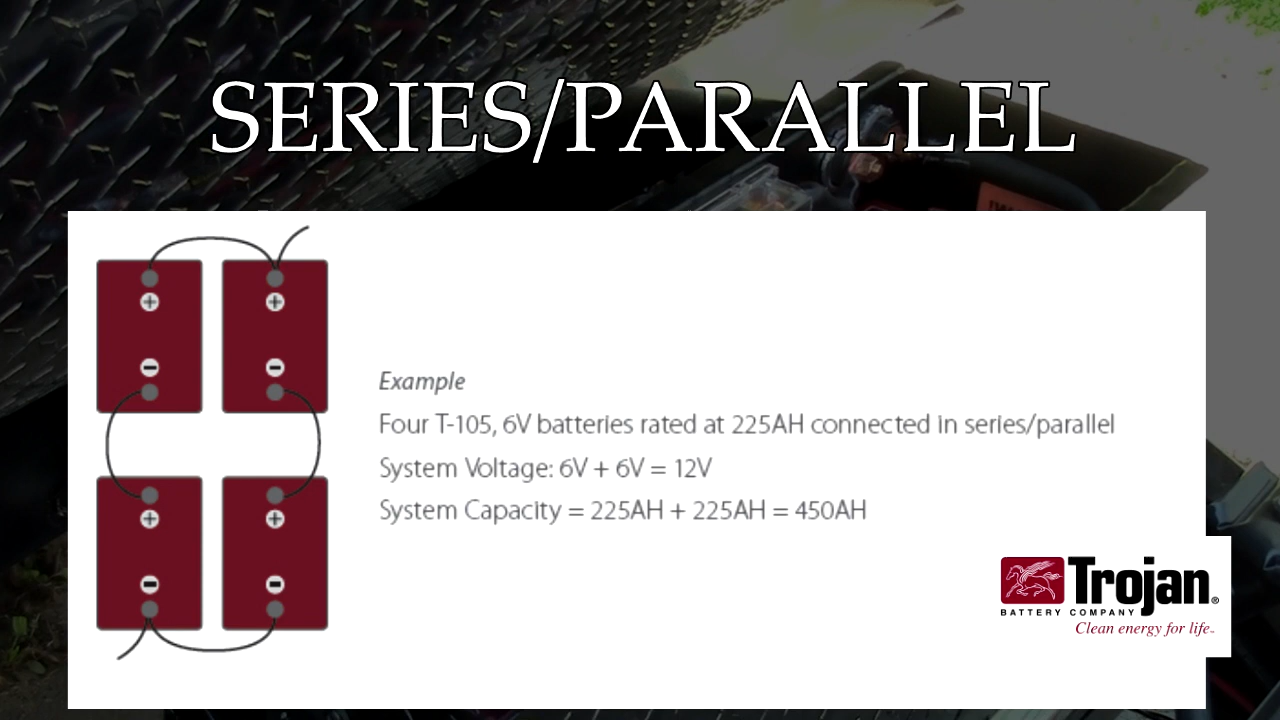 SERIES/PARALLEL
+ +
− −
+ +
− −
Example
Four T-105, 6V batteries rated at 225AH connected in series/parallel
System Voltage: 6V + 6V = 12V
System Capacity = 225AH + 225AH = 450AH
Trojan®
BATTERY COMPANY
Clean energy for life™